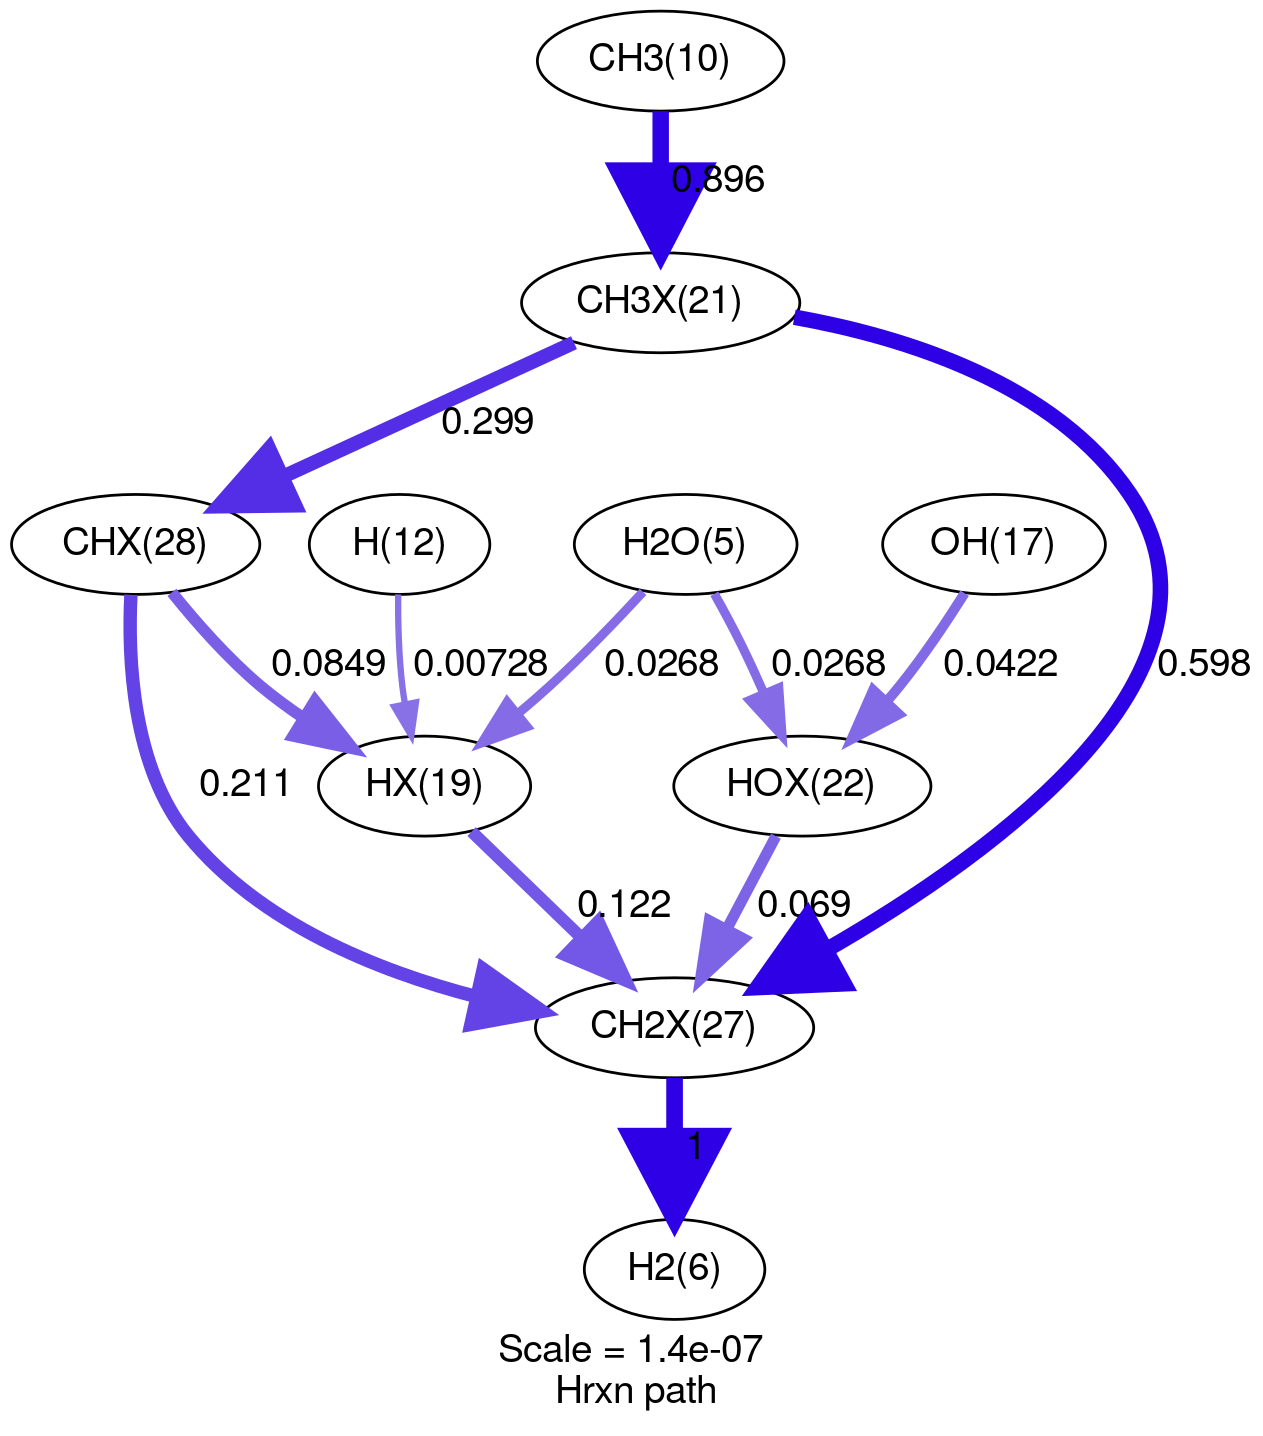 CH3(10)
0.896
CH3X(21)
0.299
CHX(28)
H(12)
H2O(5)
OH(17)
0.0849
0.00728
0.0268
0.0268
0.0422
0.598
0.211
HX(19)
HOX(22)
0.122
0.069
CH2X(27)
1
H2(6)
Scale = 1.4e-07
Hrxn path